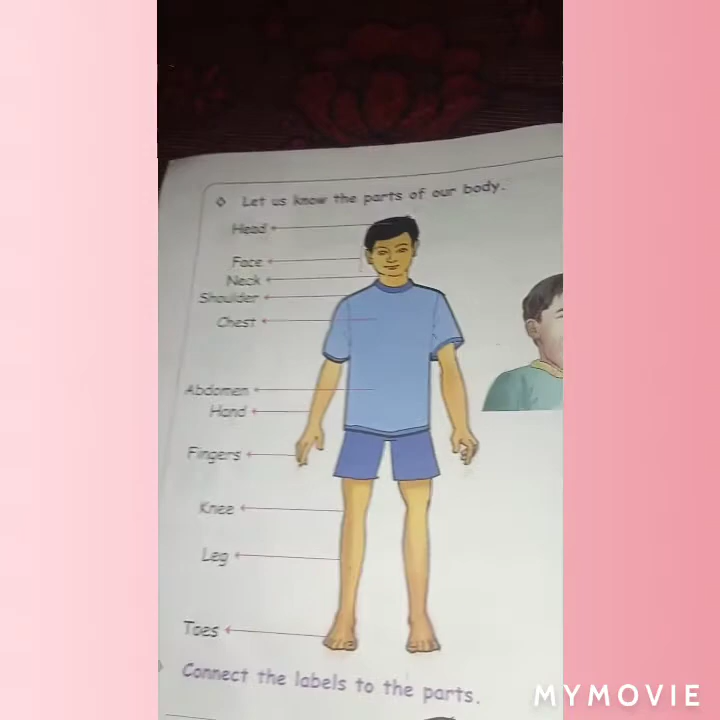 Let us know the parts of our body.
Head
Face
Neck
Shoulder
Chest
Abdomen
Hand
Fingers
Knee
Leg
Toes
Connect the labels to the parts.
MYMOVIE